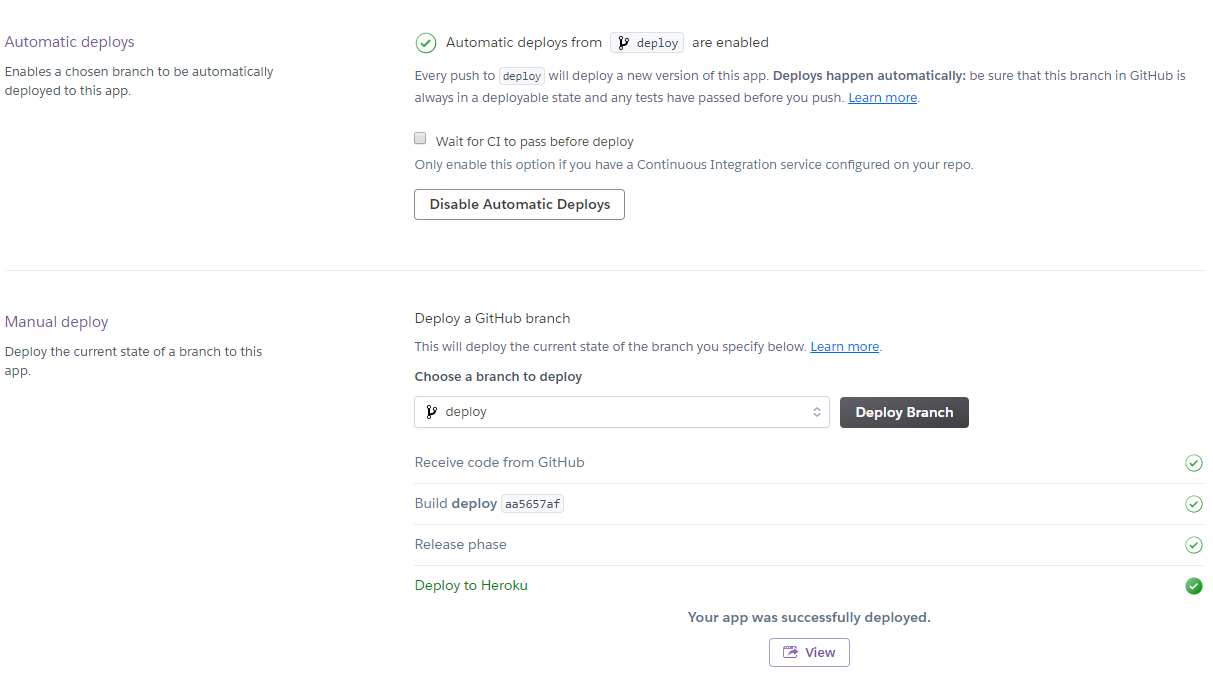 Automatic deploys
Enables a chosen branch to be automatically
deployed to this app.
Automatic deploys from deploy are enabled
Every push to deploy will deploy a new version of this app. Deploys happen automatically: be sure that this branch in GitHub is
always in a deployable state and any tests have passed before you push. Learn more.
Wait for CI to pass before deploy
Only enable this option if you have a Continuous Integration service configured on your repo.
Disable Automatic Deploys
Manual deploy
Deploy the current state of a branch to this
app.
Deploy a GitHub branch
This will deploy the current state of the branch you specify below. Learn more.
Choose a branch to deploy
deploy
Deploy Branch
Receive code from GitHub
Build deploy aa5657af
Release phase
Deploy to Heroku
Your app was successfully deployed.
View